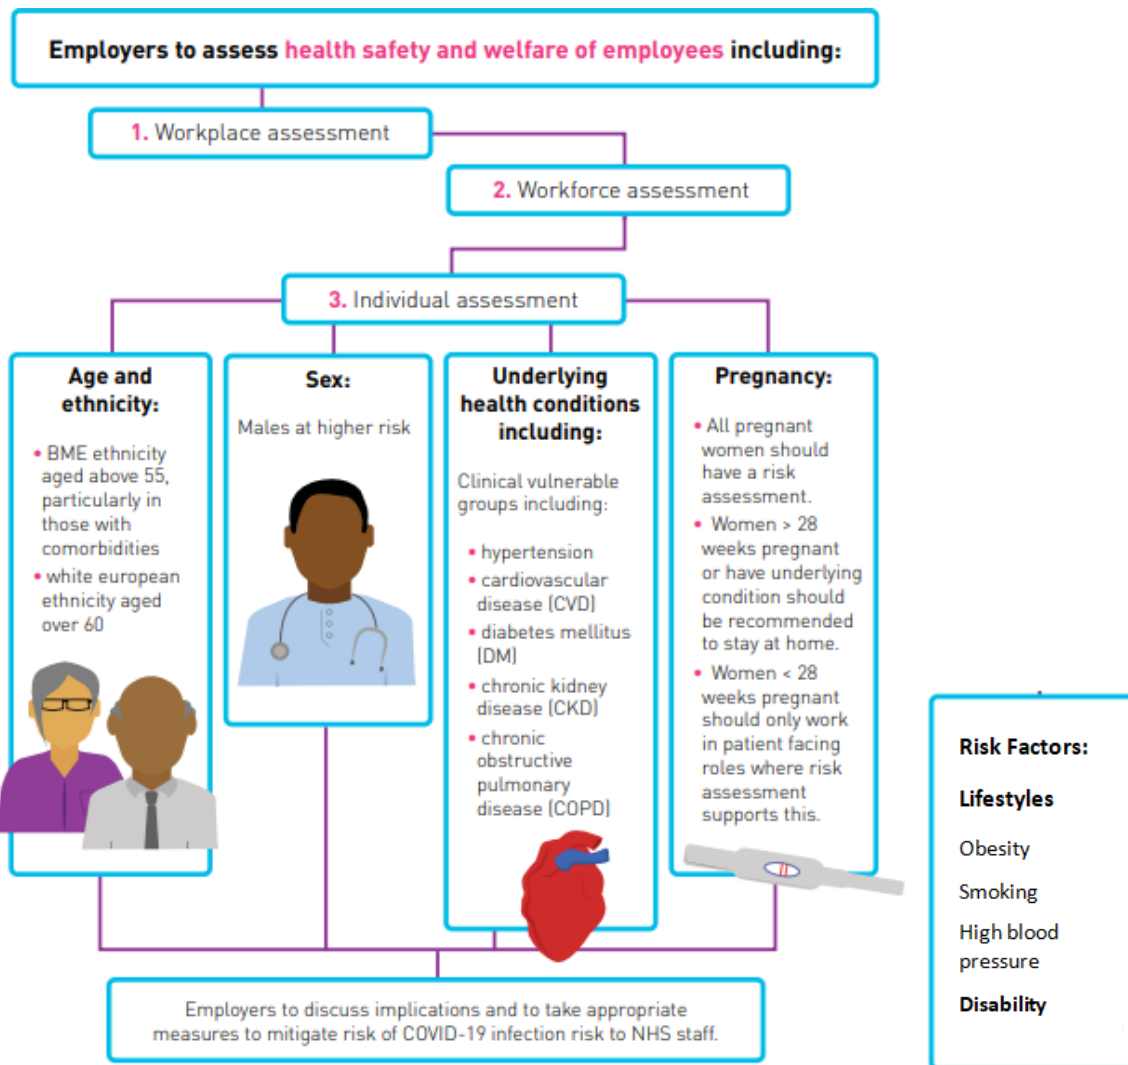 Employers to assess health safety and welfare of employees including:
1. Workplace assessment
2. Workforce assessment
3. Individual assessment
Age and
ethnicity:
• BME ethnicity
aged above 55,
particularly in
those with
comorbidities
• white european
ethnicity aged
over 60
Sex:
Males at higher risk
Underlying
health conditions
including:
Clinical vulnerable
groups including:
• hypertension
• cardiovascular
disease (CVD)
• diabetes mellitus
(DM)
• chronic kidney
disease (CKD)
• chronic
obstructive
pulmonary
disease (COPD)
Pregnancy:
• All pregnant
women should
have a risk
assessment.
• Women > 28
weeks pregnant
or have underlying
condition should
be recommended
to stay at home.
• Women < 28
weeks pregnant
should only work
in patient facing
roles where risk
assessment
supports this.
Risk Factors:
Lifestyles
Obesity
Smoking
High blood
pressure
Disability
Employers to discuss implications and to take appropriate
measures to mitigate risk of COVID-19 infection risk to NHS staff.